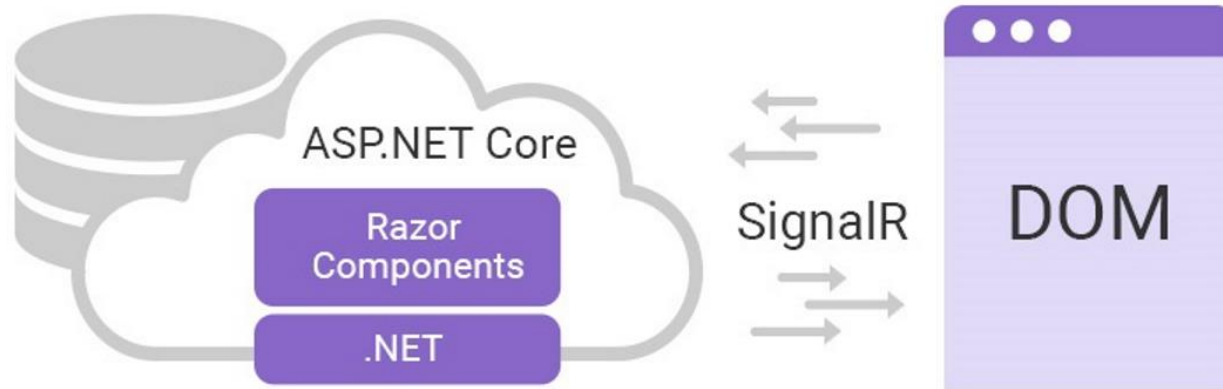 ASP.NET Core
Razor
Components
.NET
SignalR
DOM